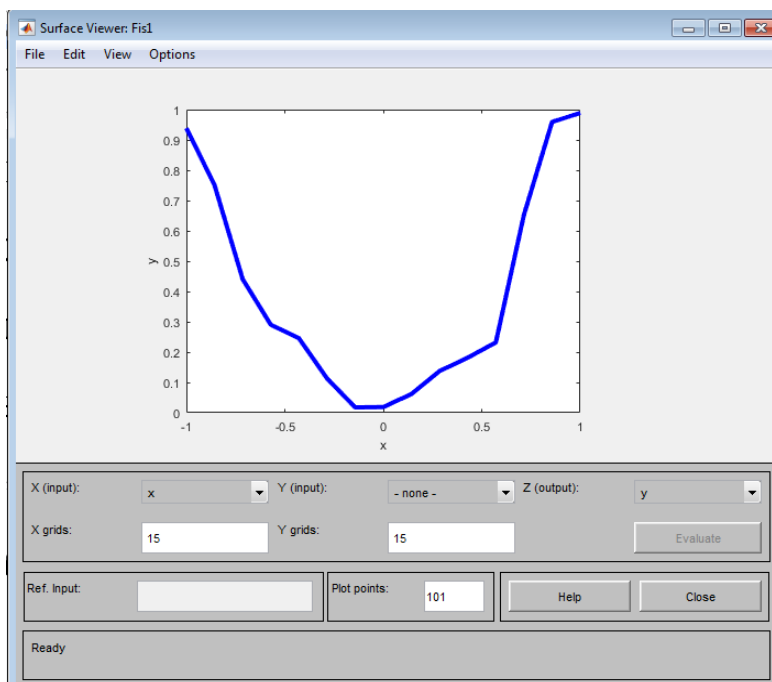 Surface Viewer: Fis1
File Edit View Options
1
0.9
0.8
0.7
0.6
0.5
0.4
0.3
0.2
0.1
0
y
-1 -0.5 0 0.5 1
x
X (input): x Y (input): - none - Z (output): y
X grids: 15 Y grids: 15 Evaluate
Ref. Input: Plot points: 101 Help Close
Ready